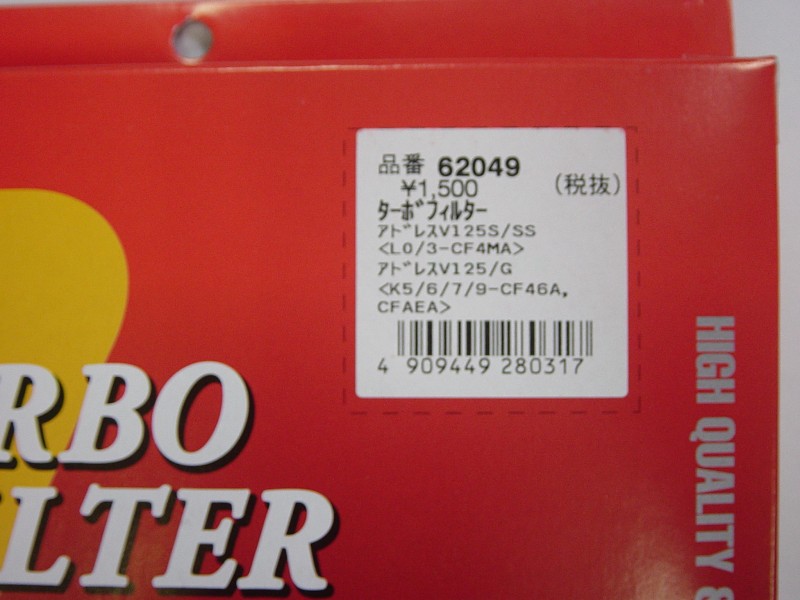 品番 62049
¥1,500 (税抜)
ﾀｰﾎﾞﾌｨﾙﾀｰ
ｱﾄﾞﾚｽV125S/SS
<L0/3-CF4MA>
ｱﾄﾞﾚｽV125/G
<K5/6/7/9-CF46A,
CFAEA>
4 909449 280317
RBO
ILTER
HIGH QUALITY &